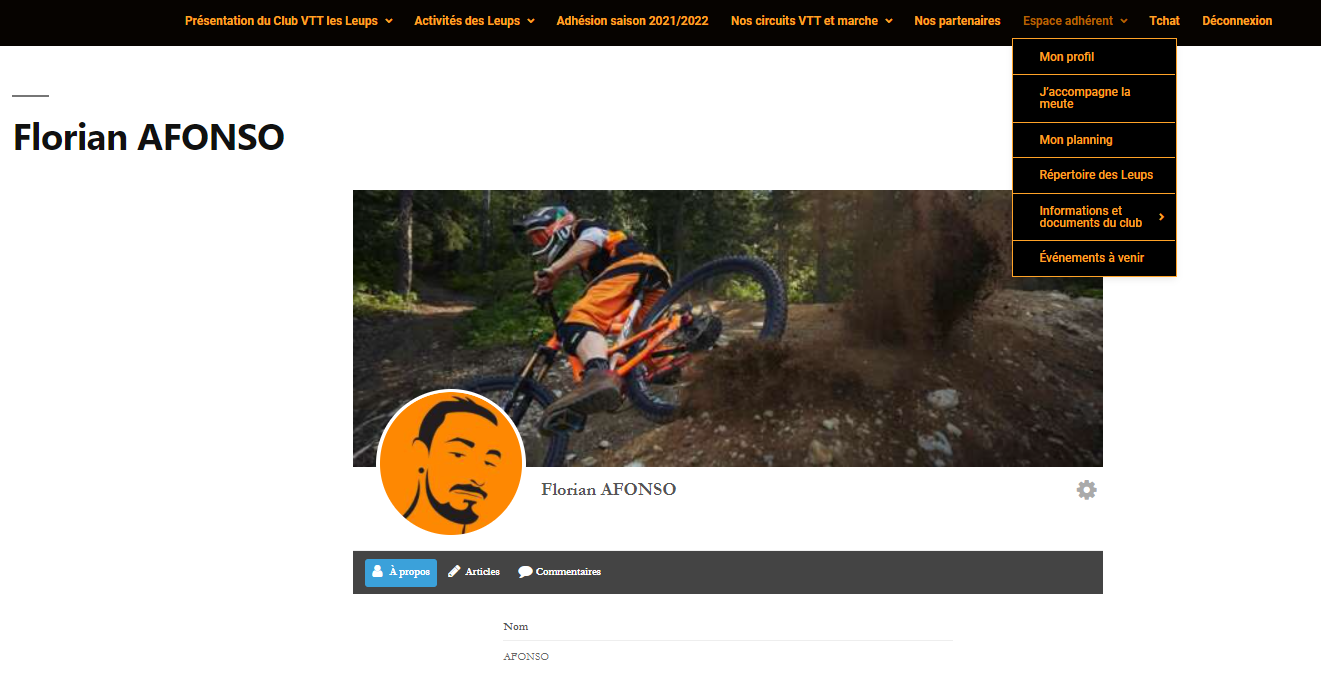 Présentation du Club VTT les Leups
Activités des Leups
Adhésion saison 2021/2022
Nos circuits VTT et marche
Nos partenaires
Espace adhérent
Tchat
Déconnexion
Mon profil
J’accompagne la
meute
Mon planning
Répertoire des Leups
Informations et
documents du club
Événements à venir
Florian AFONSO
Florian AFONSO
À propos
Articles
Commentaires
Nom
AFONSO